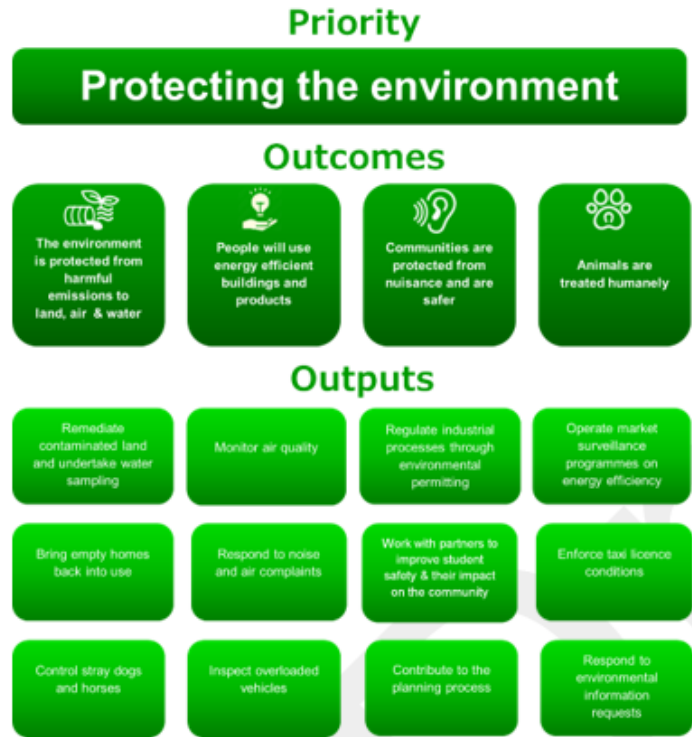 Priority
Protecting the environment
Outcomes
The environment
is protected from
harmful
emissions to
land, air & water
People will use
energy efficient
buildings and
products
Communities are
protected from
nuisance and are
safer
Animals are
treated humanely
Outputs
Remediate
contaminated land
and undertake water
sampling
Monitor air quality
Regulate industrial
processes through
environmental
permitting
Operate market
surveillance
programmes on
energy efficiency
Bring empty homes
back into use
Respond to noise
and air complaints
Work with partners to
improve student
safety & their impact
on the community
Enforce taxi licence
conditions
Control stray dogs
and horses
Inspect overloaded
vehicles
Contribute to the
planning process
Respond to
environmental
information
requests